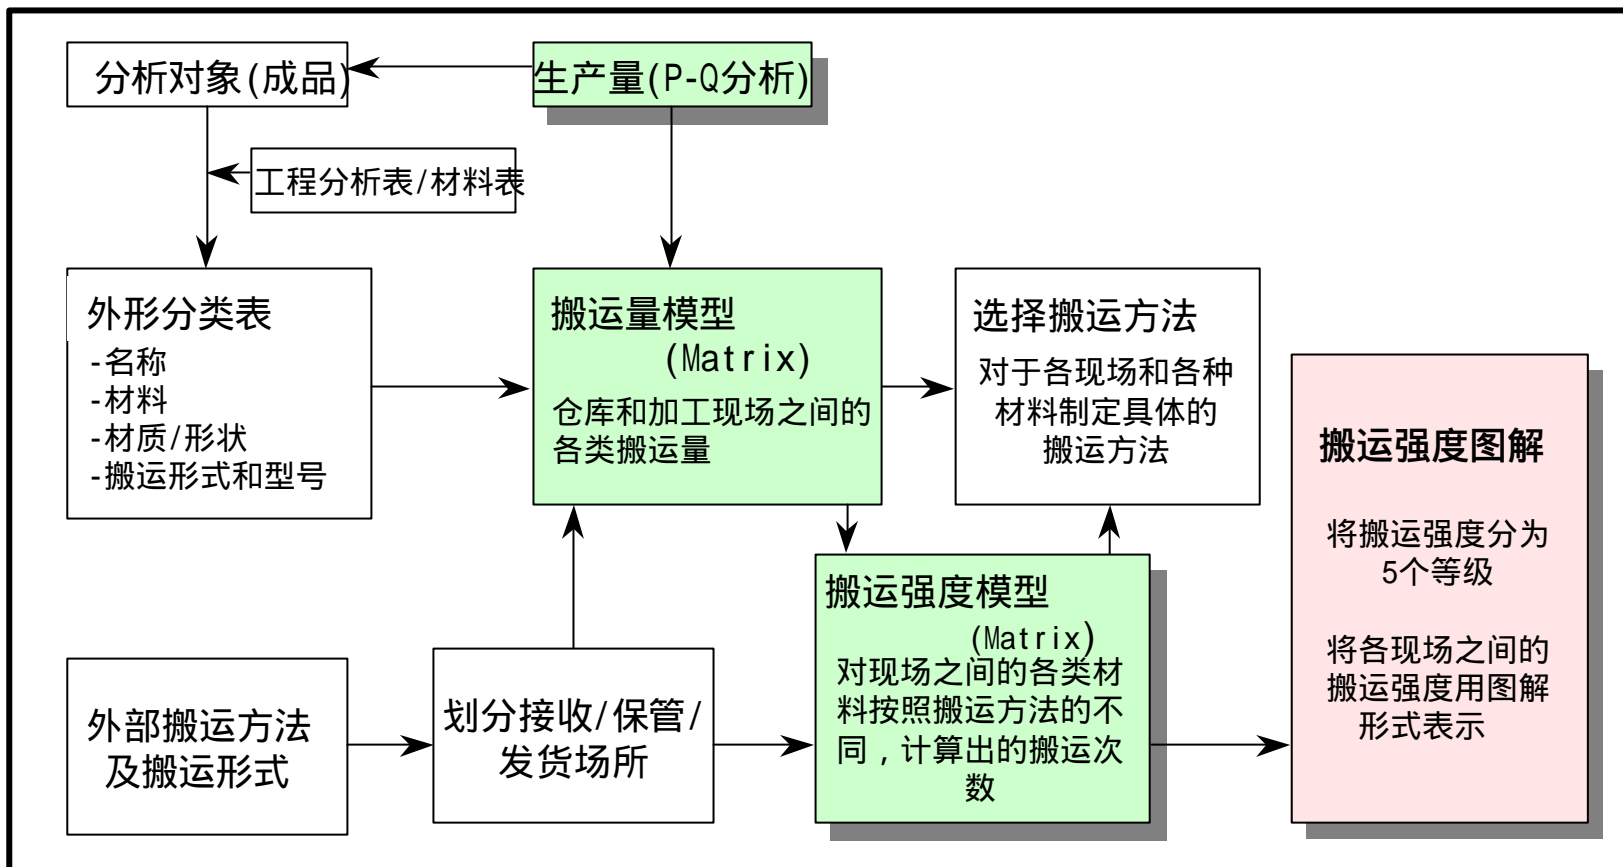 分析对象(成品)
生产量(P-Q分析)
工程分析表/材料表
外形分类表
-名称
-材料
-材质/形状
-搬运形式和型号
搬运量模型
(Matrix)
仓库和加工现场之间的
各类搬运量
选择搬运方法
对于各现场和各种
材料制定具体的
搬运方法
搬运强度图解
将搬运强度分为
5个等级
将各现场之间的
搬运强度用图解
形式表示
搬运强度模型
(Matrix)
对现场之间的各类材
料按照搬运方法的不
同，计算出的搬运次
数
外部搬运方法
及搬运形式
划分接收/保管/
发货场所